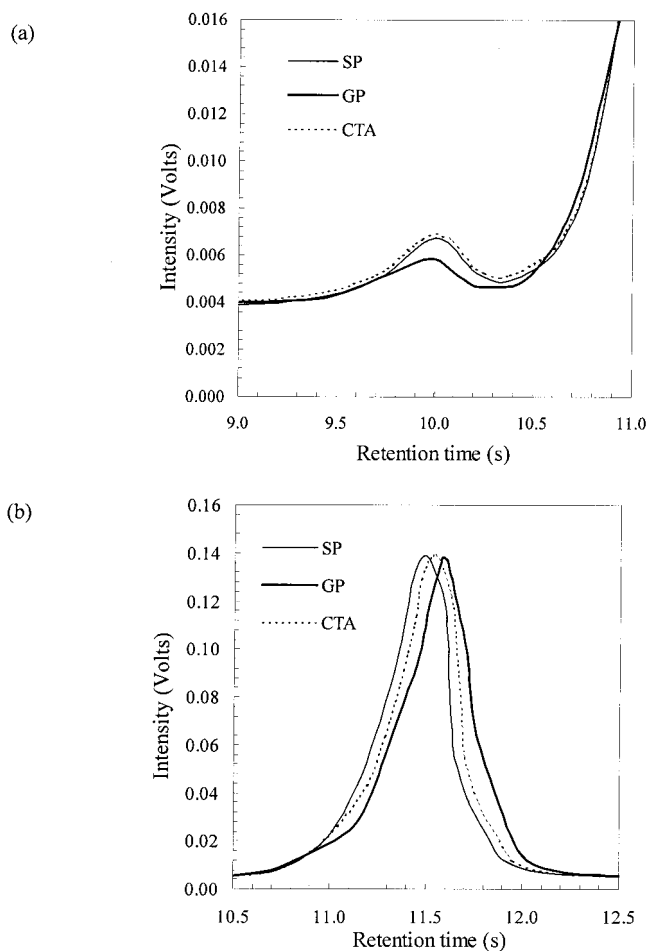 (a)
0.016
0.014
0.012
0.010
0.008
0.006
0.004
0.002
0.000
Intensity (Volts)
SP
GP
CTA
9.0 9.5 10.0 10.5 11.0
Retention time (s)
(b)
0.16
0.14
0.12
0.10
0.08
0.06
0.04
0.02
0.00
Intensity (Volts)
SP
GP
CTA
10.5 11.0 11.5 12.0 12.5
Retention time (s)